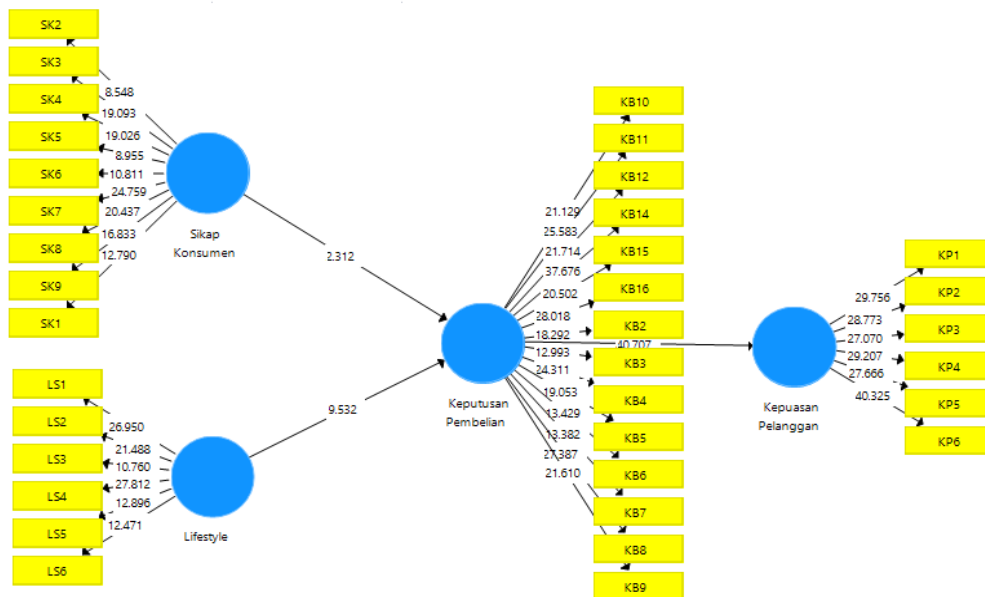 SK2
SK3
SK4
SK5
SK6
SK7
SK8
SK9
SK1
8.548
19.093
19.026
8.955
10.811
24.759
20.437
16.833
12.790
Sikap
Konsumen
2.312
LS1
LS2
LS3
LS4
LS5
LS6
26.950
21.488
10.760
27.812
12.896
12.471
Lifestyle
9.532
Keputusan
Pembelian
KB10
KB11
KB12
KB14
KB15
KB16
KB2
KB3
KB4
KB5
KB6
KB7
KB8
KB9
21.129
25.583
21.714
37.676
20.502
28.018
18.292
12.993
24.311
19.053
13.429
13.382
27.387
21.610
40.707
Kepuasan
Pelanggan
29.756
28.773
27.070
29.207
27.666
40.325
KP1
KP2
KP3
KP4
KP5
KP6